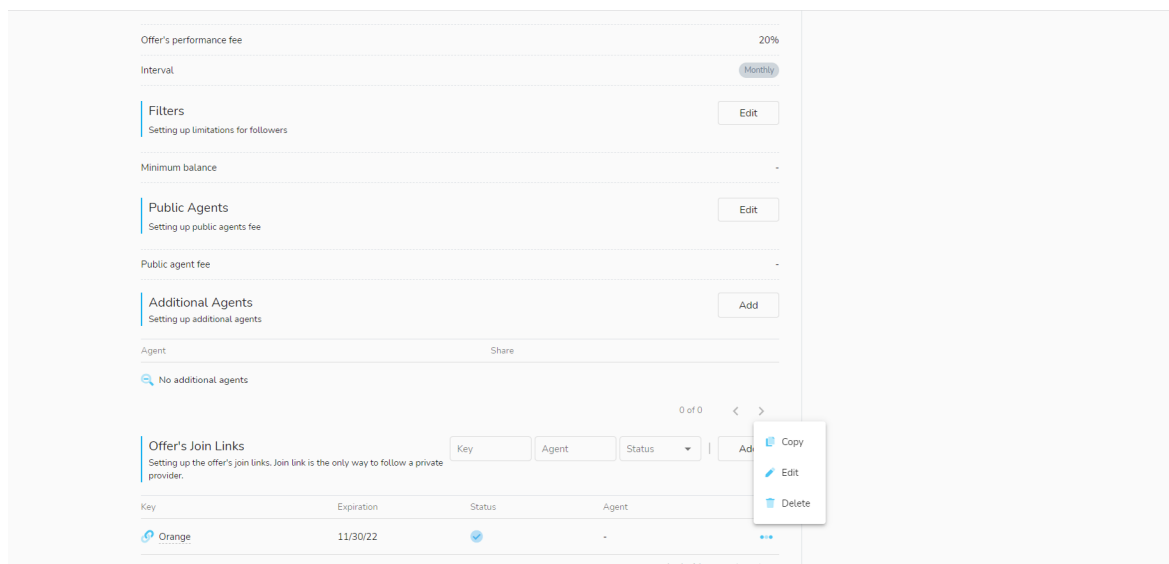 Offer's performance fee 20%
Interval Monthly
Filters Edit
Setting up limitations for followers
Minimum balance -
Public Agents Edit
Setting up public agents fee
Public agent fee -
Additional Agents Add
Setting up additional agents
Agent Share
No additional agents
0 of 0
Offer's Join Links Key Agent Status
Setting up the offer's join links. Join link is the only way to follow a private
provider.
Copy
Edit
Delete
Key Expiration Status Agent
Orange 11/30/22 -